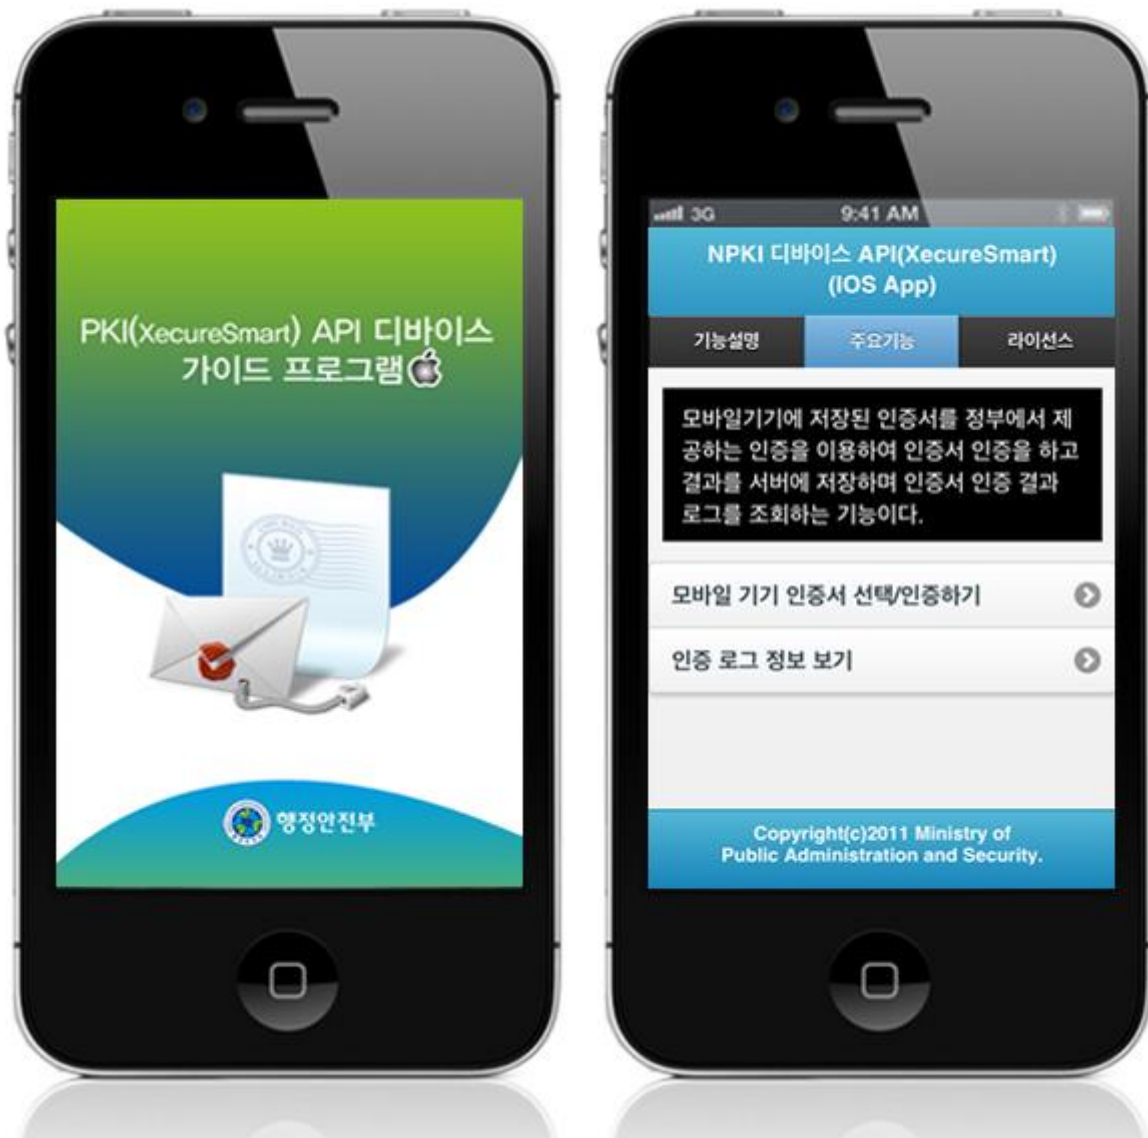 PKI(XecureSmart) API 디바이스
가이드 프로그램
행정안전부
3G
9:41 AM
NPKI 디바이스 API(XecureSmart)
(IOS App)
기능설명
주요기능
라이선스
모바일기기에 저장된 인증서를 정부에서 제
공하는 인증을 이용하여 인증서 인증을 하고
결과를 서버에 저장하며 인증서 인증 결과
로그를 조회하는 기능이다.
모바일 기기 인증서 선택/인증하기
인증 로그 정보 보기
Copyright(c)2011 Ministry of
Public Administration and Security.